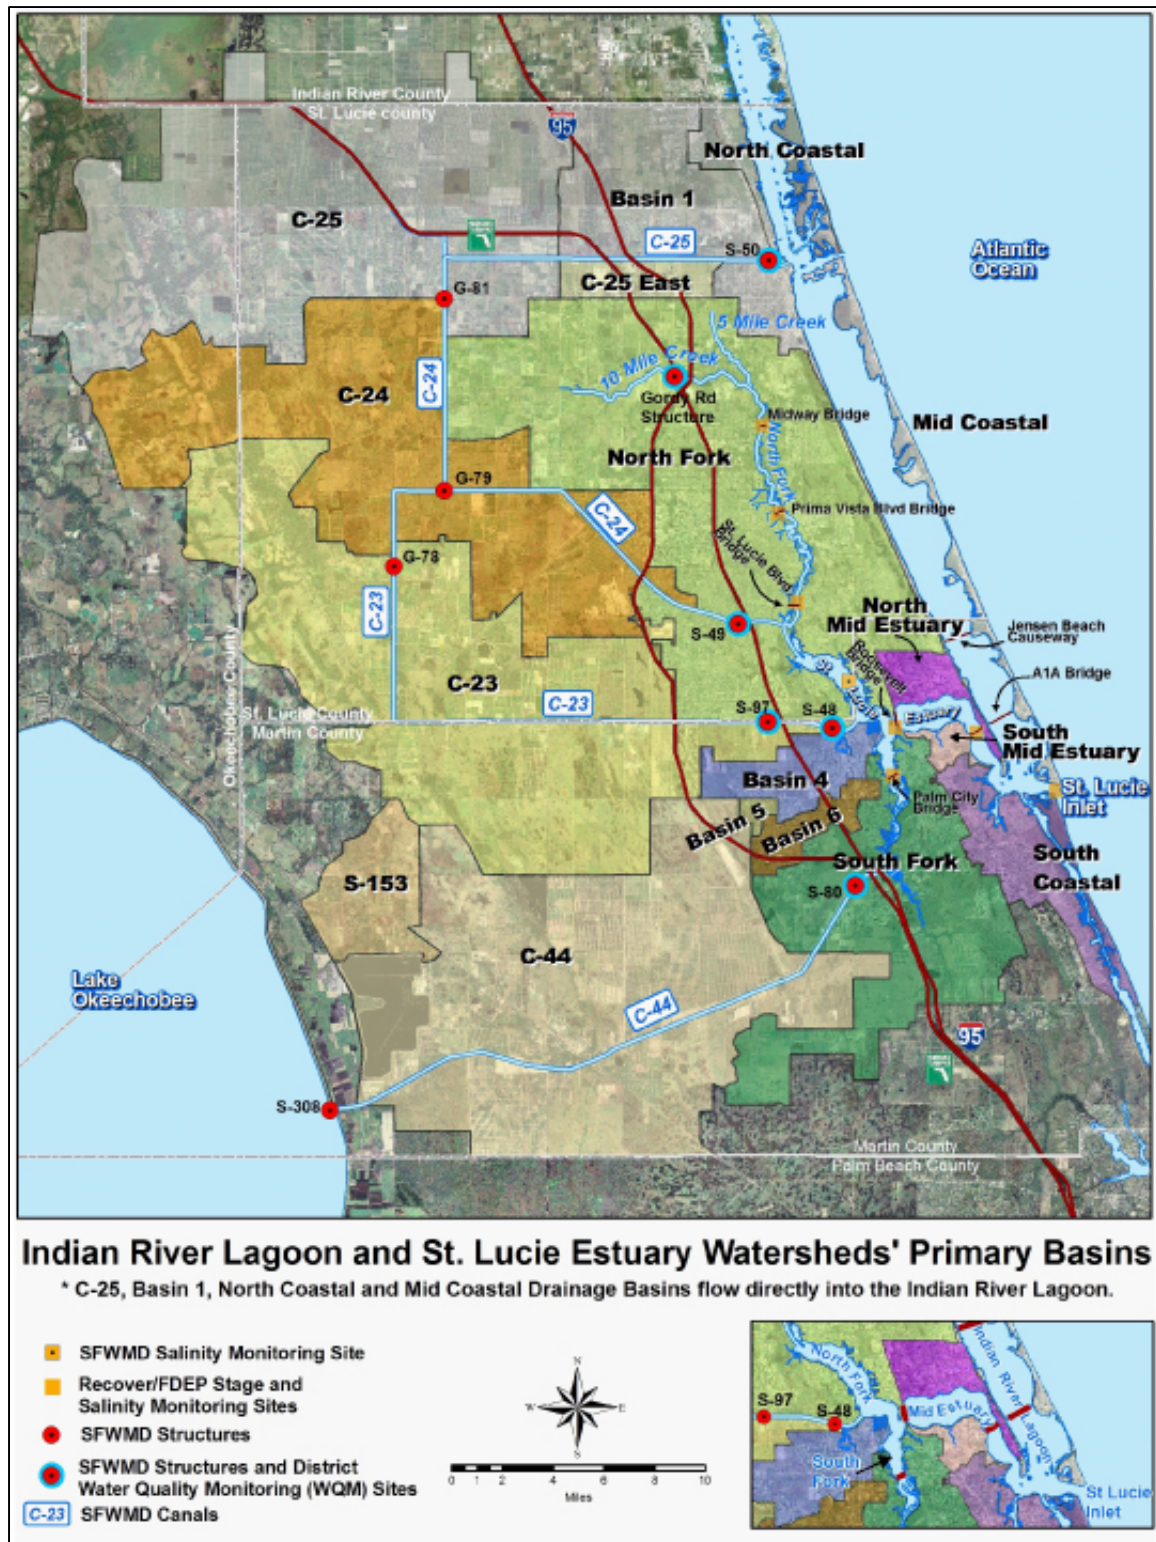 Indian River County
St. Lucie county
95
North Coastal
Basin 1
C-25
C-25
S-50
Atlantic
Ocean
C-25 East
G-81
5 Mile Creek
10 Mile Creek
C-24
C-24
Gordy Rd
Structure
Midway Bridge
Mid Coastal
North Fork
North Fork
G-79
Prima Vista Blvd Bridge
C-24
St. Lucie Blvd
Bridge
G-78
C-23
North
Mid Estuary
Jensen Beach
Causeway
S-49
Roosevelt
Bridge
A1A Bridge
C-23
St. Lucie
Estuary
Okeechobee County
St. Lucie County
Martin County
C-23
S-97
S-48
South
Mid Estuary
Basin 4
Palm City
Bridge
St. Lucie
Inlet
Basin 5
Basin 6
South Fork
South
Coastal
S-153
S-80
C-44
Lake
Okeechobee
C-44
95
S-308
Martin County
Palm Beach County
Indian River Lagoon and St. Lucie Estuary Watersheds' Primary Basins
* C-25, Basin 1, North Coastal and Mid Coastal Drainage Basins flow directly into the Indian River Lagoon.
SFWMD Salinity Monitoring Site
Recover/FDEP Stage and
Salinity Monitoring Sites
SFWMD Structures
SFWMD Structures and District
Water Quality Monitoring (WQM) Sites
C-23 SFWMD Canals
N
W E
S
0 1 2 4 6 8 10
Miles
North Fork
Indian River Lagoon
S-97
S-48
Mid Estuary
South
Fork
St Lucie
Inlet